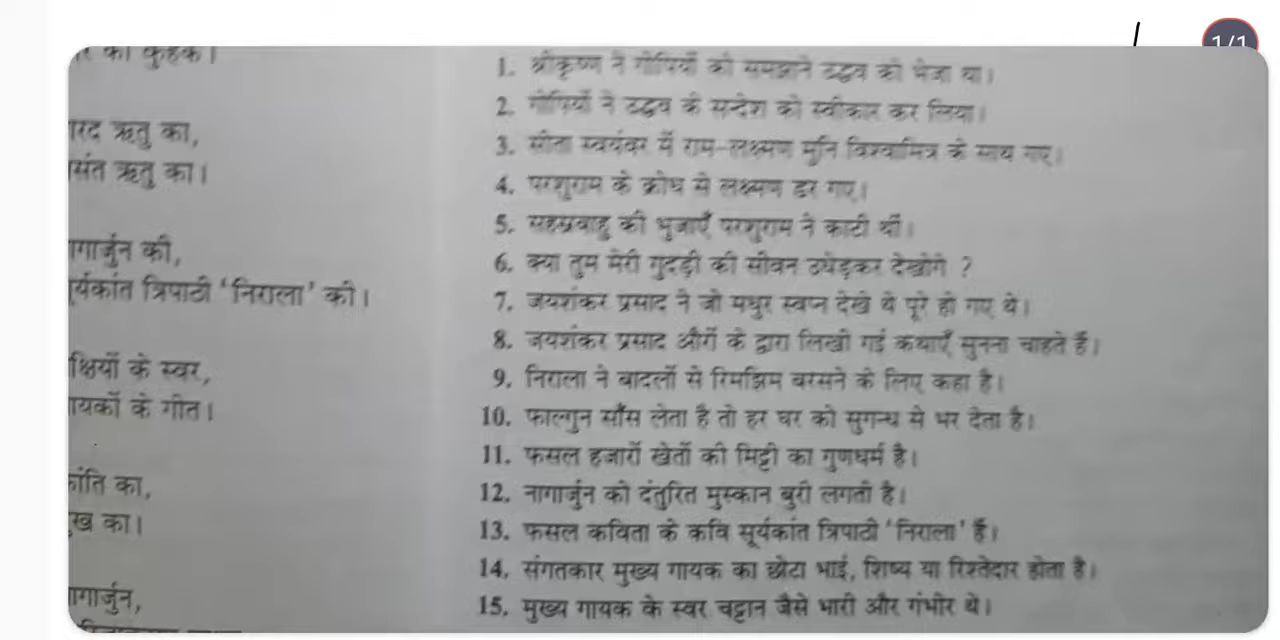 1/1
का कुहक।
रद ऋतु का,
संत ऋतु का।
ागार्जुन की,
र्यकांत त्रिपाठी 'निराला' की।
क्षियों के स्वर,
ायकों के गीत।
ांति का,
ख का।
ागार्जुन,
1. श्रीकृष्ण ने गोपियों को समझाने उद्धव को भेजा था।
2. गोपियों ने उद्धव के सन्देश को स्वीकार कर लिया।
3. सीता स्वयंवर में राम-लक्ष्मण मुनि विश्वामित्र के साथ गए।
4. परशुराम के क्रोध से लक्ष्मण डर गए।
5. सहस्रबाहु की भुजाएँ परशुराम ने काटी थीं।
6. क्या तुम मेरी गुदड़ी की सीवन उधेड़कर देखोगे ?
7. जयशंकर प्रसाद ने जो मधुर स्वप्न देखे थे पूरे हो गए थे।
8. जयशंकर प्रसाद औरों के द्वारा लिखी गई कथाएँ सुनना चाहते हैं।
9. निराला ने बादलों से रिमझिम बरसने के लिए कहा है।
10. फाल्गुन साँस लेता है तो हर घर को सुगन्ध से भर देता है।
11. फसल हजारों खेतों की मिट्टी का गुणधर्म है।
12. नागार्जुन को दंतुरित मुस्कान बुरी लगती है।
13. फसल कविता के कवि सूर्यकांत त्रिपाठी 'निराला' हैं।
14. संगतकार मुख्य गायक का छोटा भाई, शिष्य या रिश्तेदार होता है।
15. मुख्य गायक के स्वर चट्टान जैसे भारी और गंभीर थे।